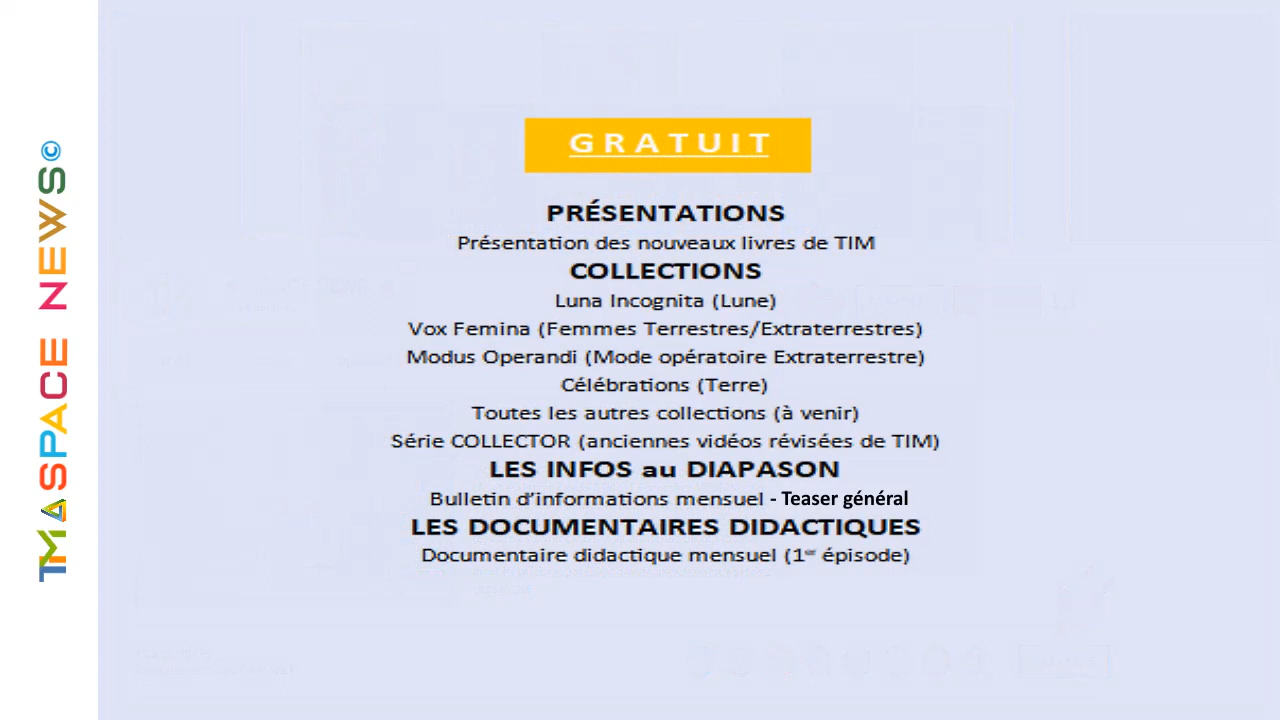 TMASPACE NEWS©
GRATUIT
PRÉSENTATIONS
Présentation des nouveaux livres de TIM
COLLECTIONS
Luna Incognita (Lune)
Vox Femina (Femmes Terrestres/Extraterrestres)
Modus Operandi (Mode opératoire Extraterrestre)
Célébrations (Terre)
Toutes les autres collections (à venir)
Série COLLECTOR (anciennes vidéos révisées de TIM)
LES INFOS au DIAPASON
Bulletin d’informations mensuel - Teaser général
LES DOCUMENTAIRES DIDACTIQUES
Documentaire didactique mensuel (1er épisode)